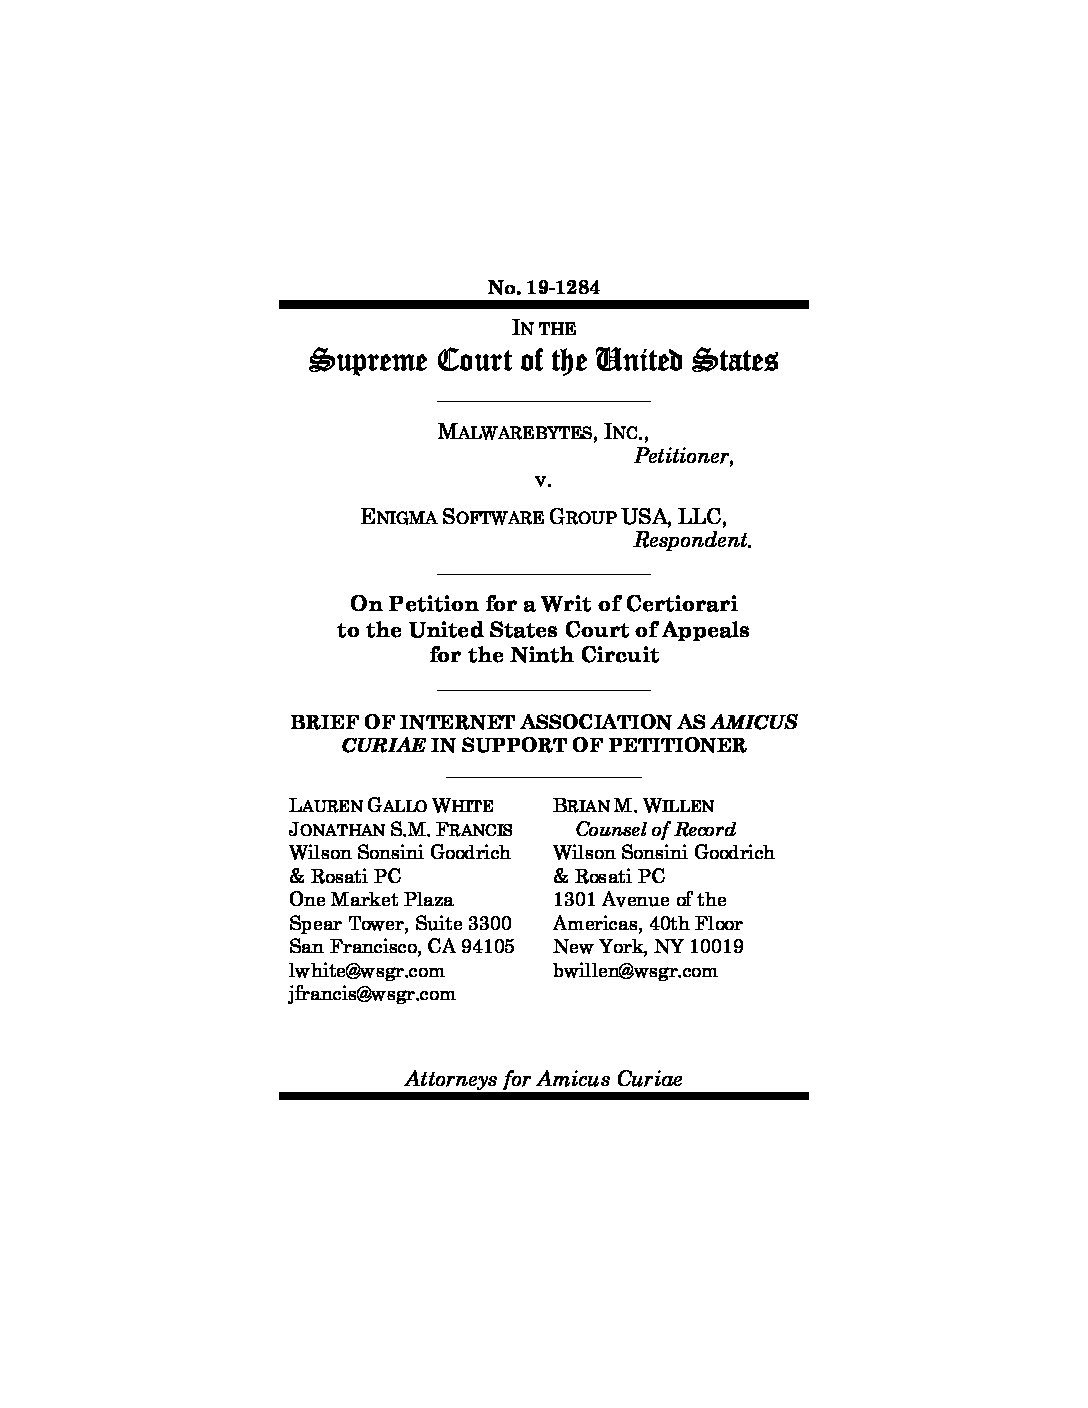 No. 19-1284
IN THE
Supreme Court of the United States
MALWAREBYTES, INC.,
Petitioner,
v.
ENIGMA SOFTWARE GROUP USA, LLC,
Respondent.
On Petition for a Writ of Certiorari
to the United States Court of Appeals
for the Ninth Circuit
BRIEF OF INTERNET ASSOCIATION AS AMICUS
CURIAE IN SUPPORT OF PETITIONER
LAUREN GALLO WHITE
JONATHAN S.M. FRANCIS
Wilson Sonsini Goodrich
& Rosati PC
One Market Plaza
Spear Tower, Suite 3300
San Francisco, CA 94105
lwhite@wsgr.com
jfrancis@wsgr.com
BRIAN M. WILLEN
Counsel of Record
Wilson Sonsini Goodrich
& Rosati PC
1301 Avenue of the
Americas, 40th Floor
New York, NY 10019
bwillen@wsgr.com
Attorneys for Amicus Curiae